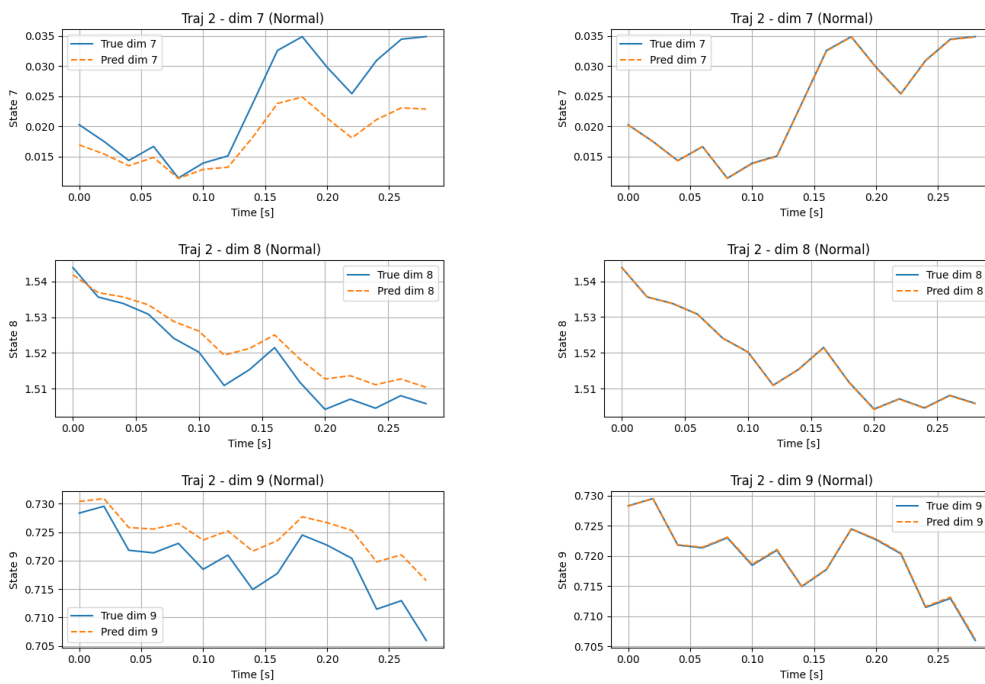 Traj 2 - dim 7 (Normal)
0.035
0.030
0.025
0.020
0.015
State 7
True dim 7
Pred dim 7
0.00 0.05 0.10 0.15 0.20 0.25
Time [s]
Traj 2 - dim 7 (Normal)
0.035
0.030
0.025
0.020
0.015
State 7
True dim 7
Pred dim 7
0.00 0.05 0.10 0.15 0.20 0.25
Time [s]
Traj 2 - dim 8 (Normal)
1.54
1.53
1.52
1.51
State 8
True dim 8
Pred dim 8
0.00 0.05 0.10 0.15 0.20 0.25
Time [s]
Traj 2 - dim 8 (Normal)
1.54
1.53
1.52
1.51
State 8
True dim 8
Pred dim 8
0.00 0.05 0.10 0.15 0.20 0.25
Time [s]
Traj 2 - dim 9 (Normal)
0.730
0.725
0.720
0.715
0.710
0.705
State 9
True dim 9
Pred dim 9
0.00 0.05 0.10 0.15 0.20 0.25
Time [s]
Traj 2 - dim 9 (Normal)
0.730
0.725
0.720
0.715
0.710
0.705
State 9
True dim 9
Pred dim 9
0.00 0.05 0.10 0.15 0.20 0.25
Time [s]